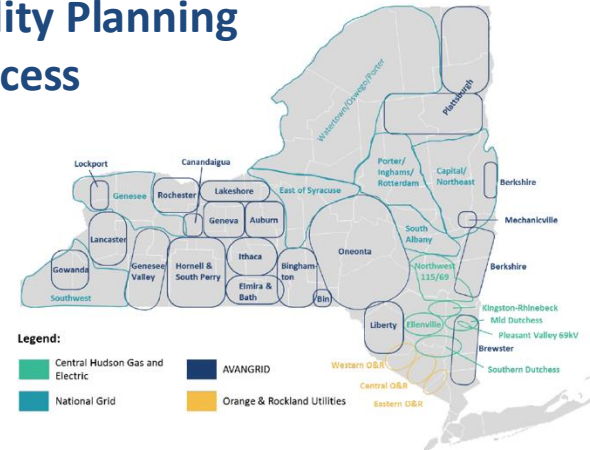 lity Planning
cess
Watertown/Oswego/Porter
Plattsburgh
Lockport
Canandaigua
Genesee
Rochester
Lakeshore
East of Syracuse
Porter/
Inghams/
Rotterdam
Capital/
Northeast
Berkshire
Geneva
Auburn
Mechanicville
Lancaster
South
Albany
Gowanda
Genesee
Valley
Hornell &
South Perry
Ithaca
Elmira &
Bath
Bingham-
ton
Bin
Oneonta
Northwest
115/69
Berkshire
Southwest
Kingston-Rhinebeck
Mid Dutchess
Pleasant Valley 69kV
Liberty
Ellenville
Brewster
Southern Dutchess
Western O&R
Central O&R
Eastern O&R
Legend:
Central Hudson Gas and
Electric
AVANGRID
National Grid
Orange & Rockland Utilities